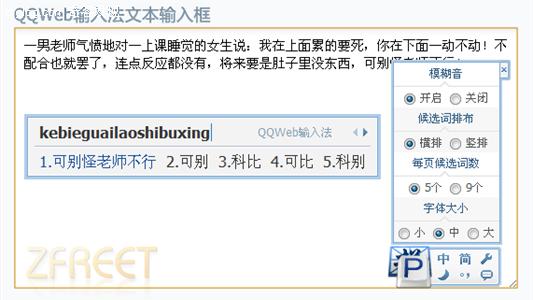 QQWeb输入法文本输入框
一男老师气愤地对一上课睡觉的女生说：我在上面累的要死，你在下面一动不动！不
配合也就罢了，连点反应都没有，将来要是肚子里没东西，可别怪老师不行！
kebieguailaoshibuxing
QQWeb输入法
1.可别怪老师不行 2.可别 3.科比 4.可比 5.科别
模糊音
开启 关闭
候选词排布
横排 竖排
每页候选词数
5个 9个
字体大小
小 中 大
P 中 简
ZFREET